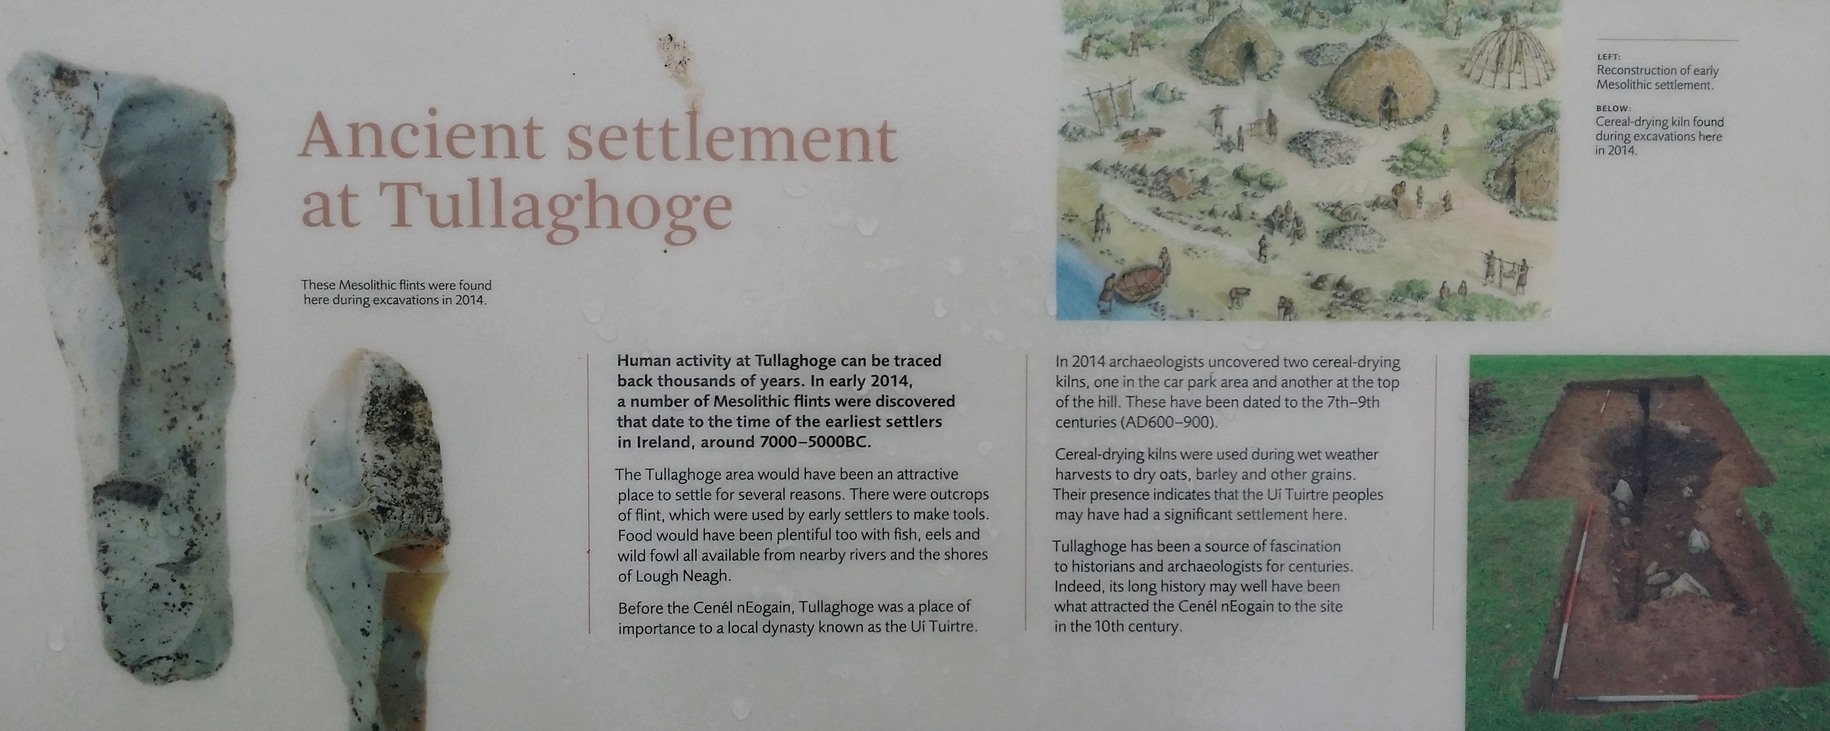 Ancient settlement
at Tullaghoge
These Mesolithic flints were found
here during excavations in 2014.
Human activity at Tullaghoge can be traced
back thousands of years. In early 2014,
a number of Mesolithic flints were discovered
that date to the time of the earliest settlers
in Ireland, around 7000–5000BC.
The Tullaghoge area would have been an attractive
place to settle for several reasons. There were outcrops
of flint, which were used by early settlers to make tools.
Food would have been plentiful too with fish, eels and
wild fowl all available from nearby rivers and the shores
of Lough Neagh.
Before the Cenél nEogain, Tullaghoge was a place of
importance to a local dynasty known as the Uí Tuirtre.
In 2014 archaeologists uncovered two cereal-drying
kilns, one in the car park area and another at the top
of the hill. These have been dated to the 7th–9th
centuries (AD600–900).
Cereal-drying kilns were used during wet weather
harvests to dry oats, barley and other grains.
Their presence indicates that the Uí Tuirtre peoples
may have had a significant settlement here.
Tullaghoge has been a source of fascination
to historians and archaeologists for centuries.
Indeed, its long history may well have been
what attracted the Cenél nEogain to the site
in the 10th century.
LEFT:
Reconstruction of early
Mesolithic settlement.
BELOW:
Cereal-drying kiln found
during excavations here
in 2014.